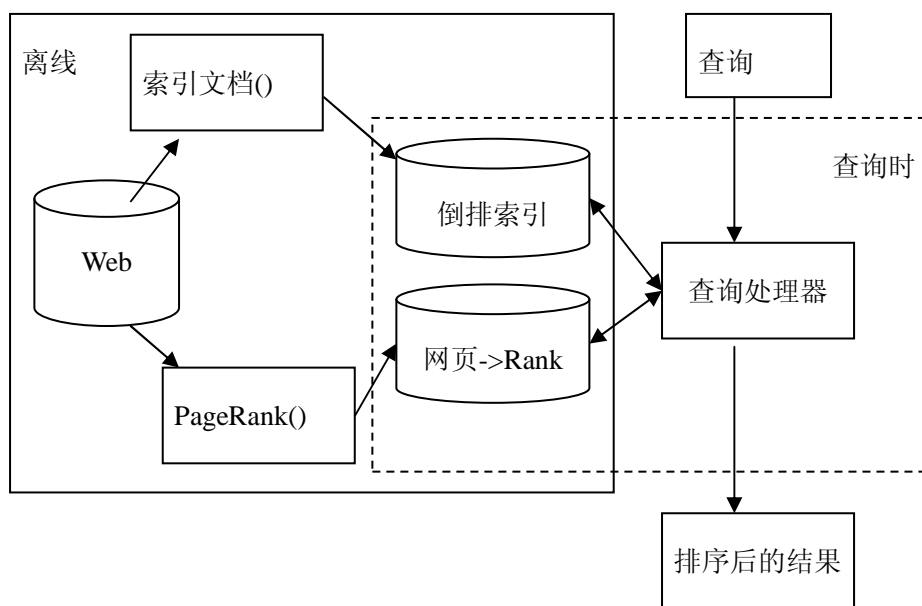 离线
索引文档()
查询
查询时
倒排索引
Web
查询处理器
网页->Rank
PageRank()
排序后的结果